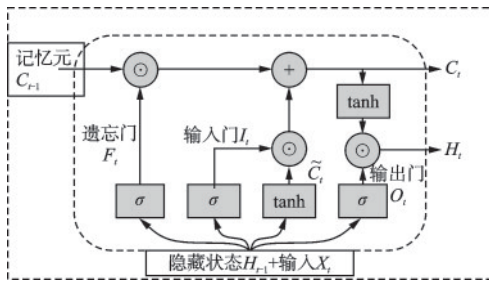 记忆元
C_{t-1}
⊙
+
C_t
tanh
遗忘门
F_t
输入门I_t
⊙
⊙
H_t
C̃_t
输出门
O_t
σ
σ
tanh
σ
隐藏状态H_{t-1}+输入X_t